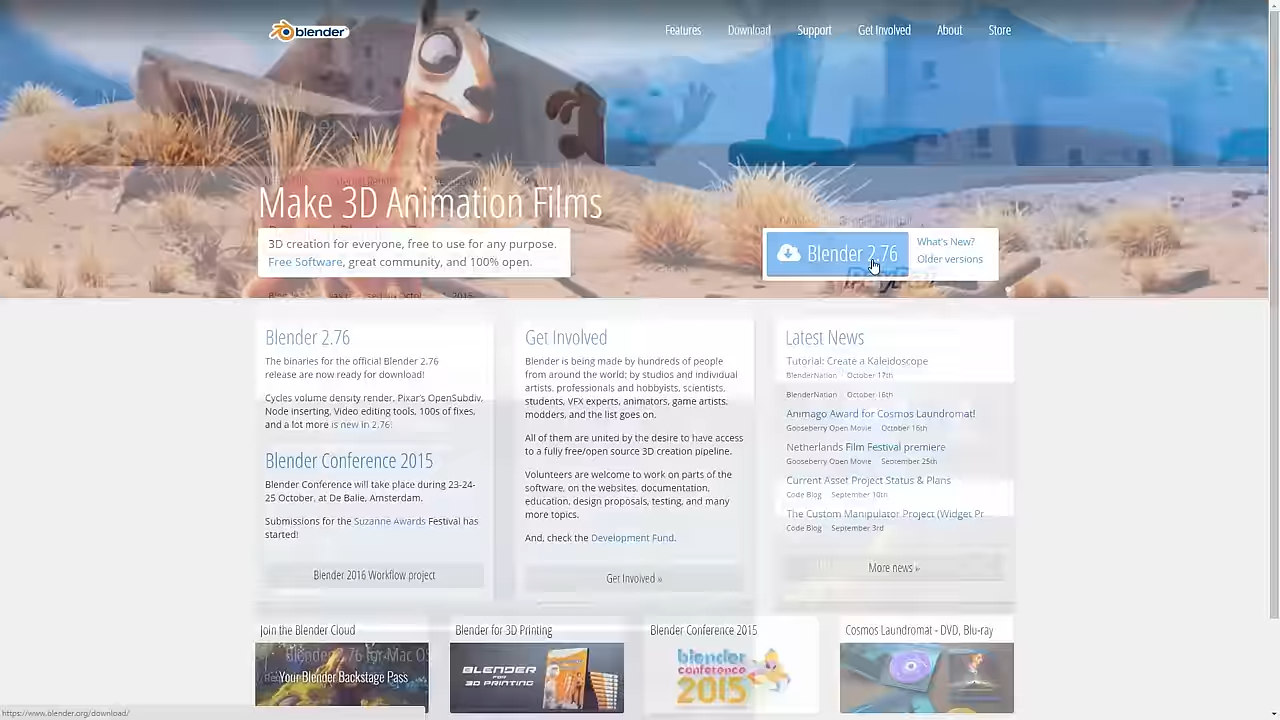 blender
Features
Download
Support
Get Involved
About
Store
Make 3D Animation Films
3D creation for everyone, free to use for any purpose.
Free Software, great community, and 100% open.
Blender 2.76
What's New?
Older versions
Blender 2.76
The binaries for the official Blender 2.76
release are now ready for download!
Cycles volume density render, Pixar's OpenSubdiv,
Node inserting, Video editing tools, 100s of fixes,
and a lot more is new in 2.76!
Blender Conference 2015
Blender Conference will take place during 23-24-
25 October, at De Balie, Amsterdam.
Submissions for the Suzanne Awards Festival has
started!
Blender 2016 Workflow project
Get Involved
Blender is being made by hundreds of people
from around the world; by studios and individual
artists, professionals and hobbyists, scientists,
students, VFX experts, animators, game artists,
modders, and the list goes on.
All of them are united by the desire to have access
to a fully free/open source 3D creation pipeline.
Volunteers are welcome to work on parts of the
software, on the websites, documentation,
education, design proposals, testing, and many
more topics.
And, check the Development Fund.
Get Involved »
Latest News
Tutorial: Create a Kaleidoscope
BlenderNation October 17th
BlenderNation October 16th
Animago Award for Cosmos Laundromat!
Gooseberry Open Movie October 16th
Netherlands Film Festival premiere
Gooseberry Open Movie September 25th
Current Asset Project Status & Plans
Code Blog September 10th
The Custom Manipulator Project (Widget Pr
Code Blog September 3rd
More news »
Join the Blender Cloud
Blender 2.76 for Mac OS
Your Blender Backstage Pass
Blender for 3D Printing
BLENDER
FOR
3D PRINTING
Blender Conference 2015
blender
conference
2015
Cosmos Laundromat - DVD, Blu-ray
https://www.blender.org/download/